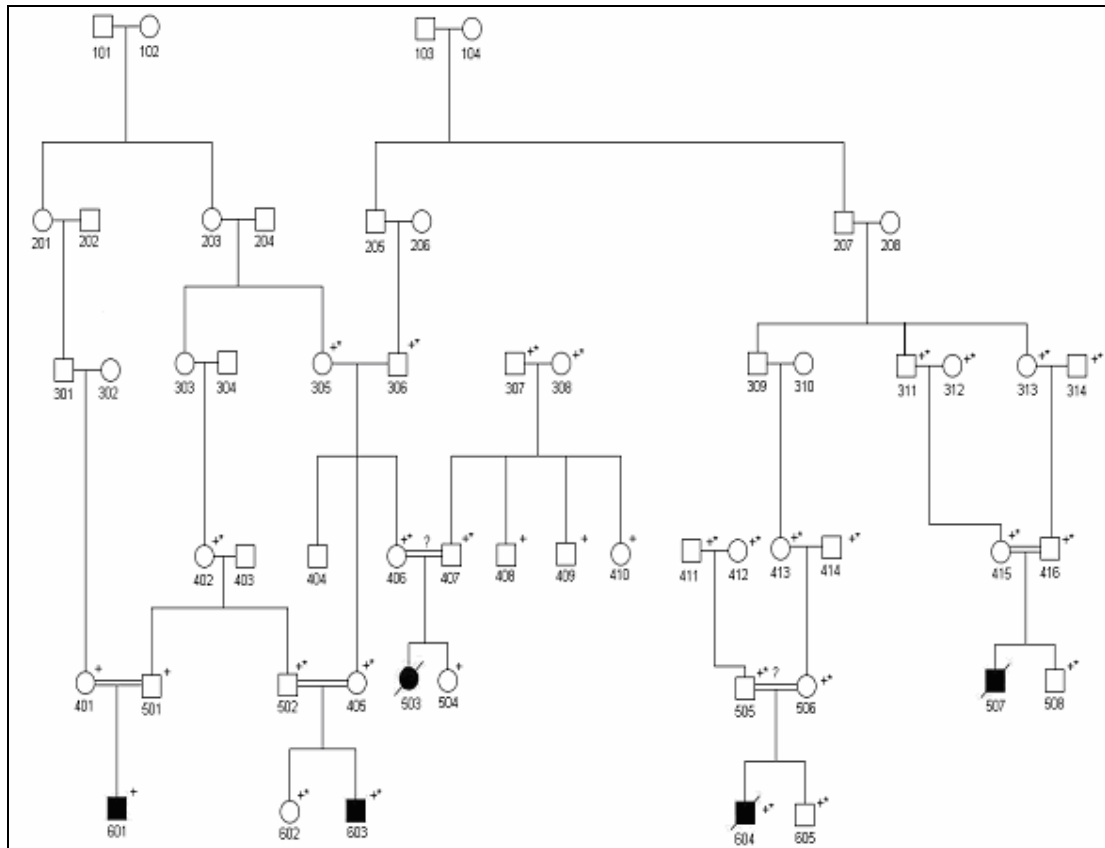 101 102 103 104
201 202 203 204 205 206 207 208
+* +* +* +* +* +* +* +*
301 302 303 304 305 306 307 308 309 310 311 312 313 314
+* ? +* + + + +* +* +* +* +* +*
402 403 404 406 407 408 409 410 411 412 413 414 415 416
+ + +* +* + +* ? +* +*
401 501 502 405 503 504 505 506 507 508
+ +* +* +* +*
601 602 603 604 605